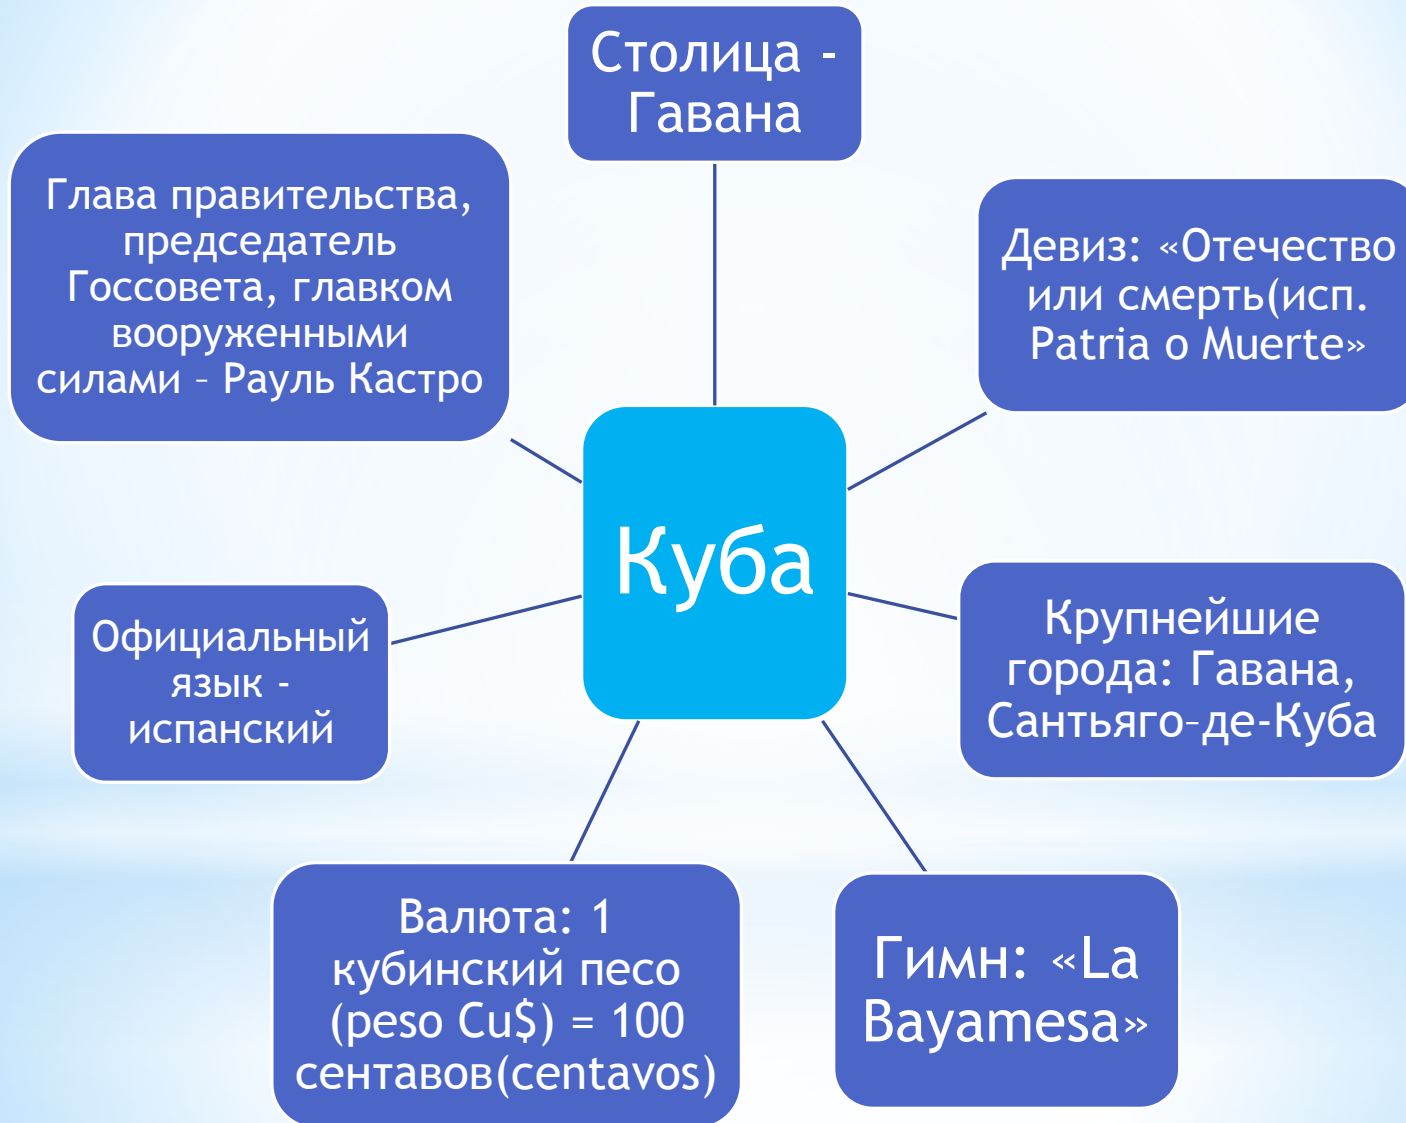 Столица -
Гавана
Глава правительства,
председатель
Госсовета, главком
вооруженными
силами – Рауль Кастро
Девиз: «Отечество
или смерть(исп.
Patria o Muerte»
Куба
Официальный
язык -
испанский
Крупнейшие
города: Гавана,
Сантьяго–де-Куба
Валюта: 1
кубинский песо
(peso Cu$) = 100
сентавов(centavos)
Гимн: «La
Bayamesa»